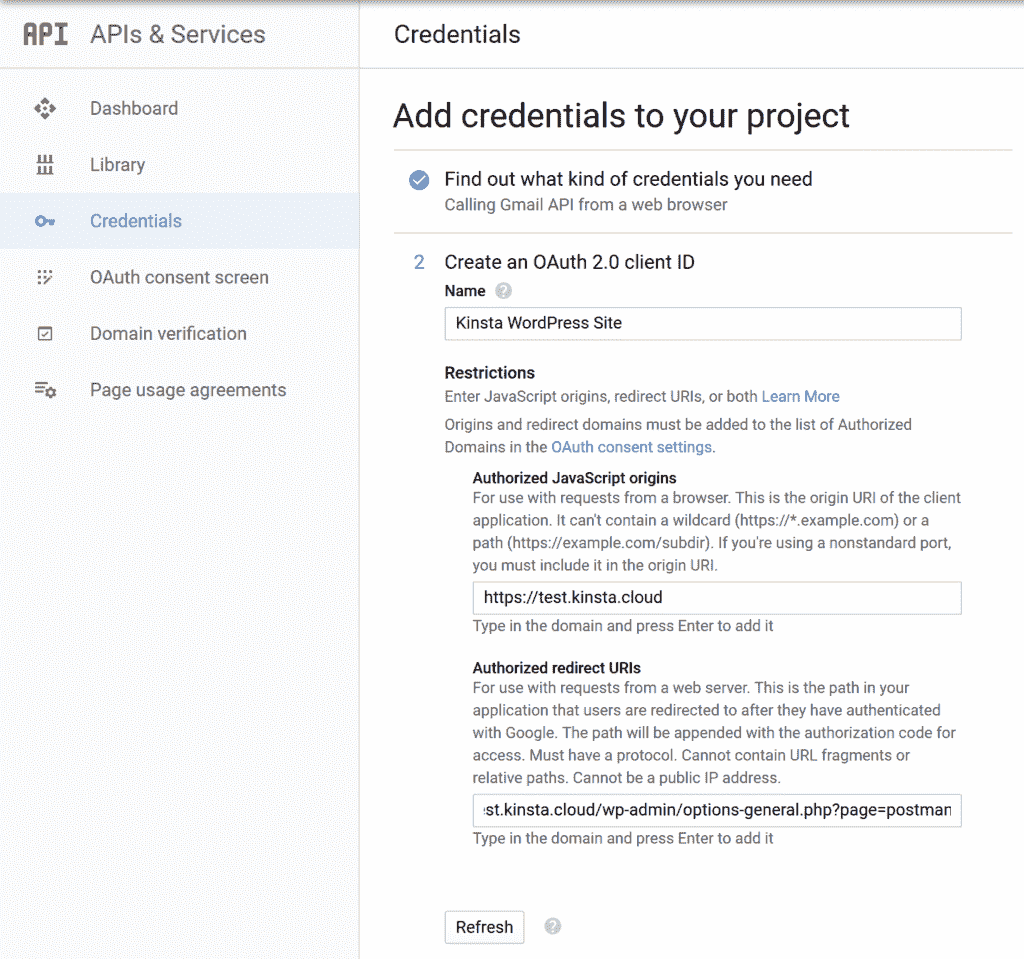 API APIs & Services
Credentials
Dashboard
Library
Credentials
OAuth consent screen
Domain verification
Page usage agreements
Add credentials to your project
Find out what kind of credentials you need
Calling Gmail API from a web browser
2 Create an OAuth 2.0 client ID
Name ?
Kinsta WordPress Site
Restrictions
Enter JavaScript origins, redirect URIs, or both Learn More
Origins and redirect domains must be added to the list of Authorized
Domains in the OAuth consent settings.
Authorized JavaScript origins
For use with requests from a browser. This is the origin URI of the client
application. It can't contain a wildcard (https://*.example.com) or a
path (https://example.com/subdir). If you're using a nonstandard port,
you must include it in the origin URI.
https://test.kinsta.cloud
Type in the domain and press Enter to add it
Authorized redirect URIs
For use with requests from a web server. This is the path in your
application that users are redirected to after they have authenticated
with Google. The path will be appended with the authorization code for
access. Must have a protocol. Cannot contain URL fragments or
relative paths. Cannot be a public IP address.
st.kinsta.cloud/wp-admin/options-general.php?page=postman
Type in the domain and press Enter to add it
Refresh ?